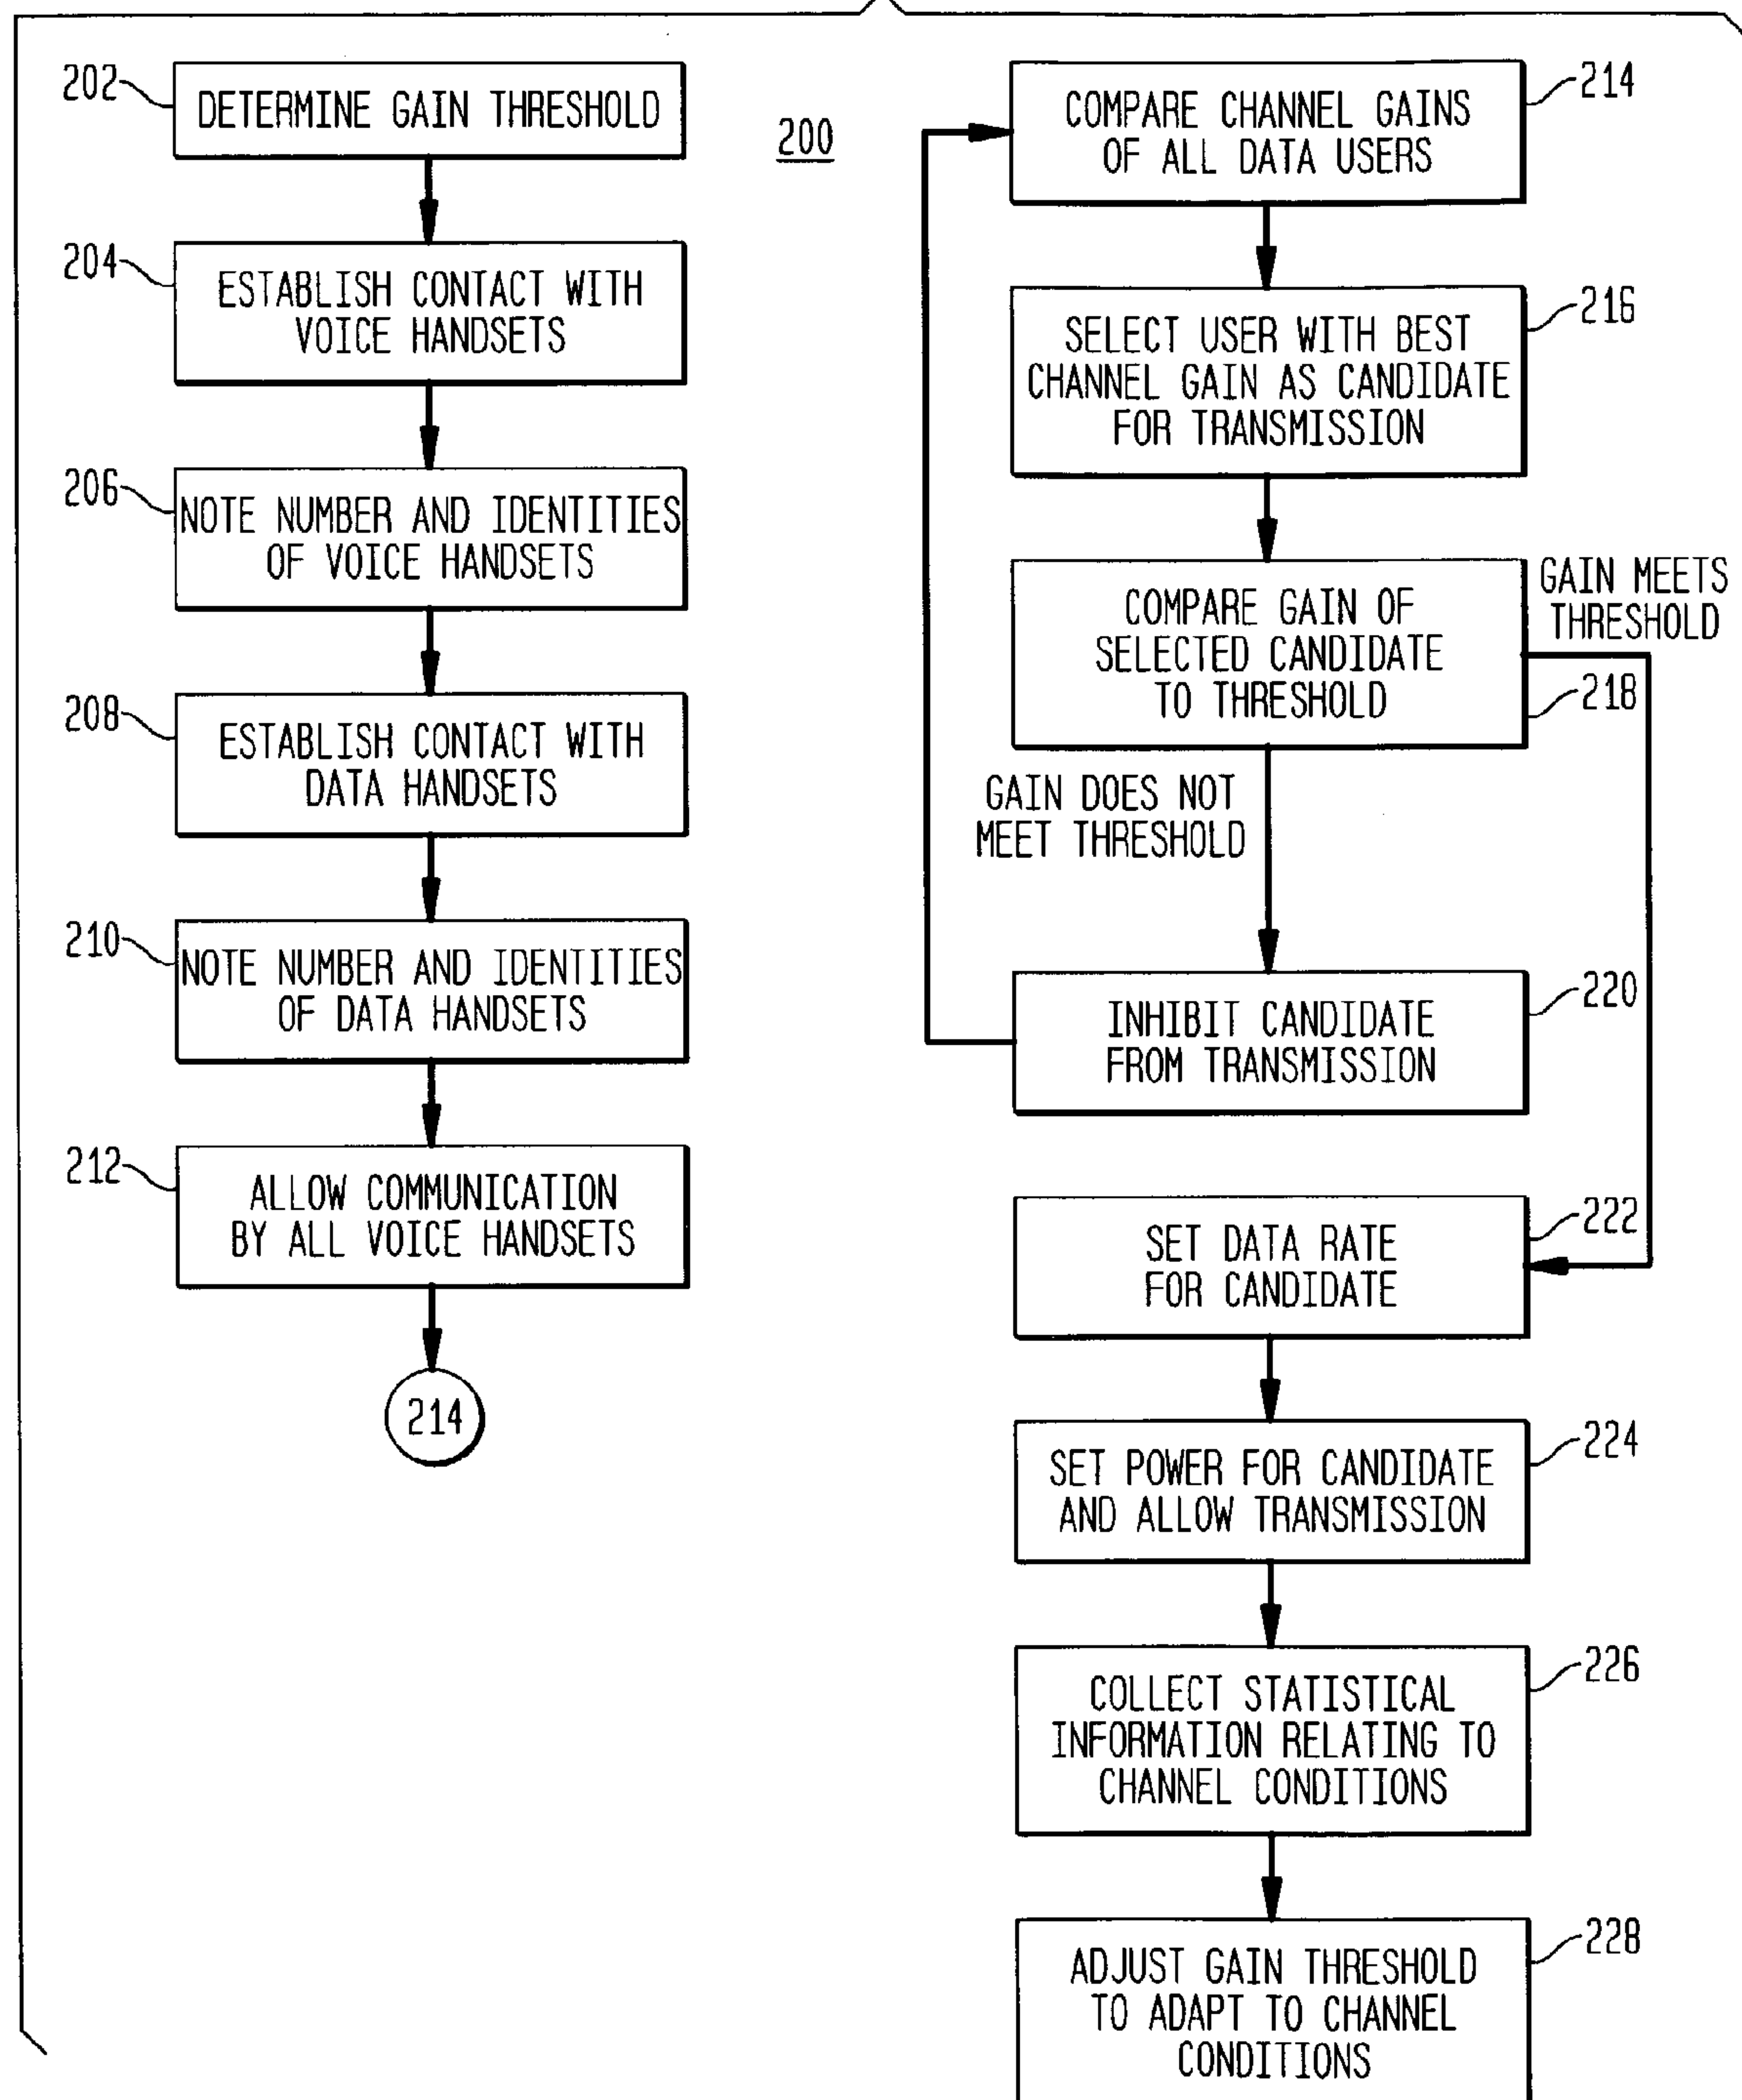 200
202
DETERMINE GAIN THRESHOLD
204
ESTABLISH CONTACT WITH
VOICE HANDSETS
206
NOTE NUMBER AND IDENTITIES
OF VOICE HANDSETS
208
ESTABLISH CONTACT WITH
DATA HANDSETS
210
NOTE NUMBER AND IDENTITIES
OF DATA HANDSETS
212
ALLOW COMMUNICATION
BY ALL VOICE HANDSETS
214
214
COMPARE CHANNEL GAINS
OF ALL DATA USERS
216
SELECT USER WITH BEST
CHANNEL GAIN AS CANDIDATE
FOR TRANSMISSION
COMPARE GAIN OF
SELECTED CANDIDATE
TO THRESHOLD
218
GAIN MEETS
THRESHOLD
GAIN DOES NOT
MEET THRESHOLD
220
INHIBIT CANDIDATE
FROM TRANSMISSION
222
SET DATA RATE
FOR CANDIDATE
224
SET POWER FOR CANDIDATE
AND ALLOW TRANSMISSION
226
COLLECT STATISTICAL
INFORMATION RELATING TO
CHANNEL CONDITIONS
228
ADJUST GAIN THRESHOLD
TO ADAPT TO CHANNEL
CONDITIONS